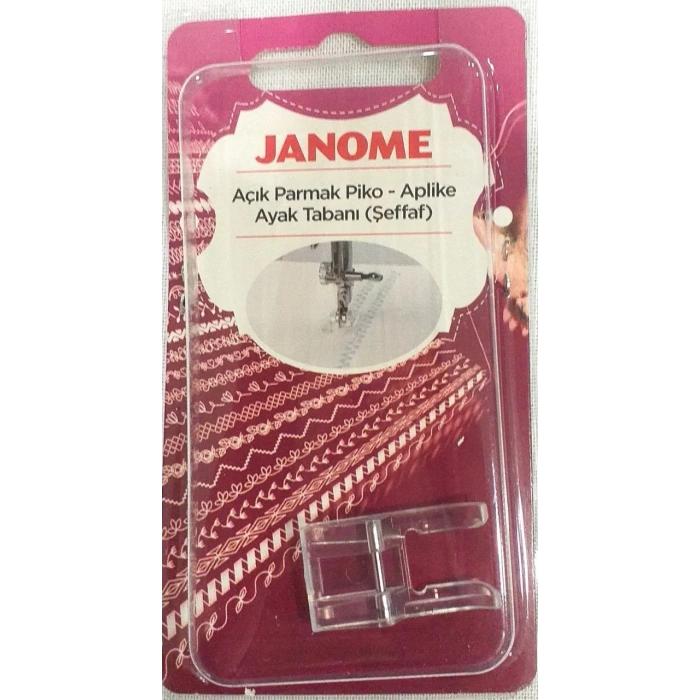 JANOME
Açık Parmak Piko - Aplike
Ayak Tabanı (Şeffaf)